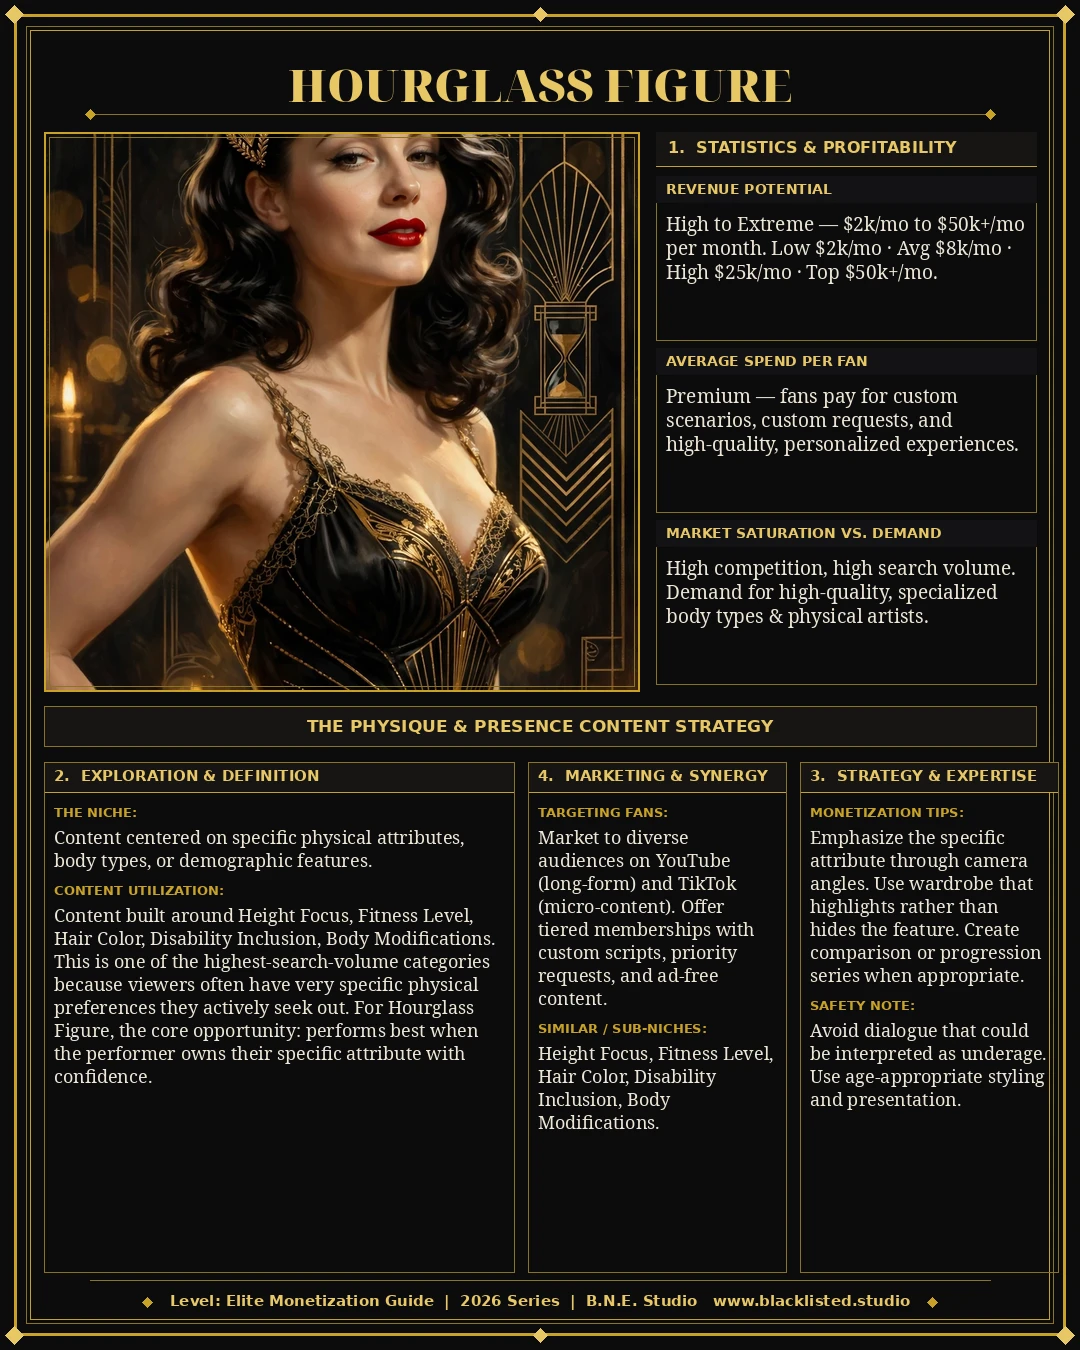 HOURGLASS FIGURE
1. STATISTICS & PROFITABILITY
REVENUE POTENTIAL
High to Extreme — $2k/mo to $50k+/mo
per month. Low $2k/mo · Avg $8k/mo ·
High $25k/mo · Top $50k+/mo.
AVERAGE SPEND PER FAN
Premium — fans pay for custom
scenarios, custom requests, and
high-quality, personalized experiences.
MARKET SATURATION VS. DEMAND
High competition, high search volume.
Demand for high-quality, specialized
body types & physical artists.
THE PHYSIQUE & PRESENCE CONTENT STRATEGY
2. EXPLORATION & DEFINITION
THE NICHE:
Content centered on specific physical attributes,
body types, or demographic features.
CONTENT UTILIZATION:
Content built around Height Focus, Fitness Level,
Hair Color, Disability Inclusion, Body Modifications.
This is one of the highest-search-volume categories
because viewers often have very specific physical
preferences they actively seek out. For Hourglass
Figure, the core opportunity: performs best when
the performer owns their specific attribute with
confidence.
4. MARKETING & SYNERGY
TARGETING FANS:
Market to diverse
audiences on YouTube
(long-form) and TikTok
(micro-content). Offer
tiered memberships with
custom scripts, priority
requests, and ad-free
content.
SIMILAR / SUB-NICHES:
Height Focus, Fitness Level,
Hair Color, Disability
Inclusion, Body
Modifications.
3. STRATEGY & EXPERTISE
MONETIZATION TIPS:
Emphasize the specific
attribute through camera
angles. Use wardrobe that
highlights rather than
hides the feature. Create
comparison or progression
series when appropriate.
SAFETY NOTE:
Avoid dialogue that could
be interpreted as underage.
Use age-appropriate styling
and presentation.
Level: Elite Monetization Guide | 2026 Series | B.N.E. Studio www.blacklisted.studio